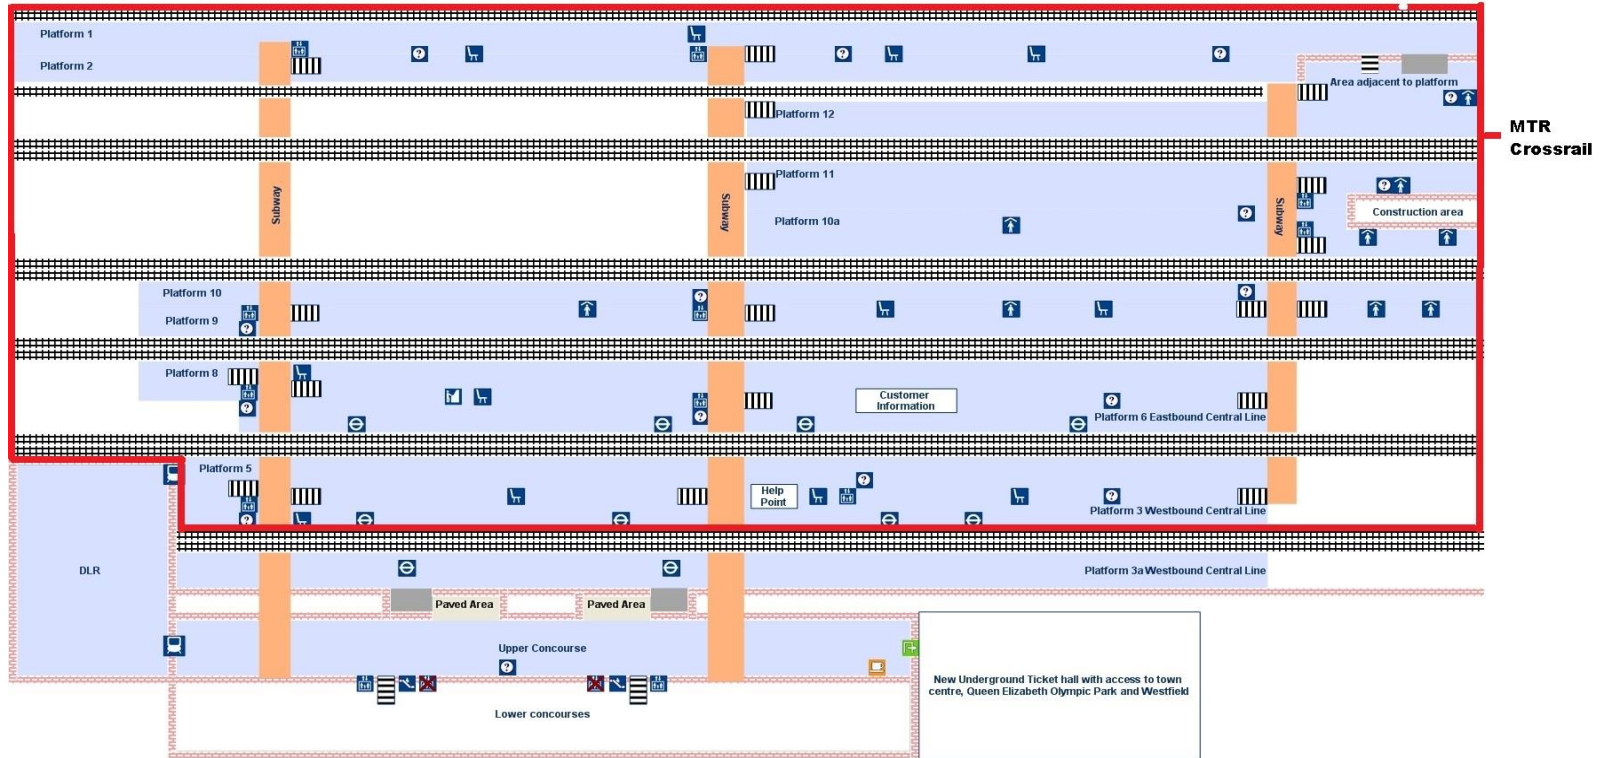 Platform 1
Platform 2
Area adjacent to platform
Platform 12
MTR
Crossrail
Platform 11
Subway
Subway
Subway
Platform 10a
Construction area
Platform 10
Platform 9
Platform 8
Customer
Information
Platform 6 Eastbound Central Line
Platform 5
Help
Point
Platform 3 Westbound Central Line
DLR
Platform 3a Westbound Central Line
Paved Area
Paved Area
Upper Concourse
New Underground Ticket hall with access to town
centre, Queen Elizabeth Olympic Park and Westfield
Lower concourses